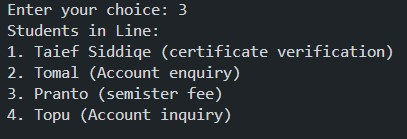 Enter your choice: 3
Students in Line:
1. Taief Siddiqe (certificate verification)
2. Tomal (Account enquiry)
3. Pranto (semister fee)
4. Topu (Account inquiry)